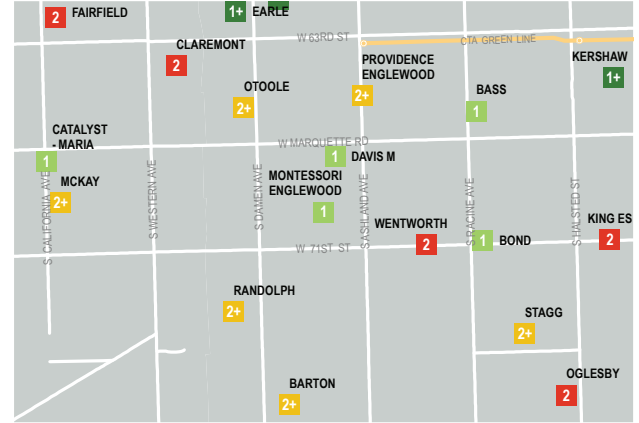 2 FAIRFIELD
1+ EARLE
W 63RD ST
CTA GREEN LINE
CLAREMONT
2
PROVIDENCE
ENGLEWOOD
2+
KERSHAW
1+
OTOOLE
2+
BASS
1
CATALYST
- MARIA
1
W MARQUETTE RD
1 DAVIS M
MCKAY
2+
MONTESSORI
ENGLEWOOD
1
S CALIFORNIA AVE
S WESTERN AVE
S DAMEN AVE
S ASHLAND AVE
S RACINE AVE
S HALSTED ST
WENTWORTH
2
1 BOND
KING ES
2
W 71ST ST
RANDOLPH
2+
STAGG
2+
OGLESBY
2
BARTON
2+